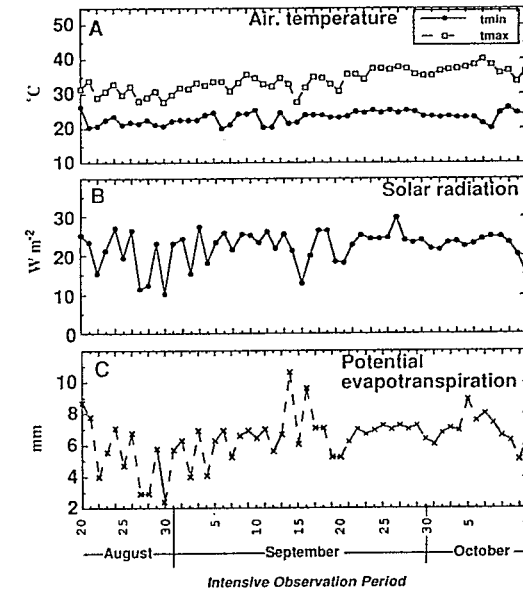 A
Air. temperature
tmin
tmax
°C
50
40
30
20
10
B
Solar radiation
W m-2
30
20
10
0
C
Potential
evapotranspiration
mm
10
8
6
4
2
20 25 30 5 10 15 20 25 30 5
August September October
Intensive Observation Period